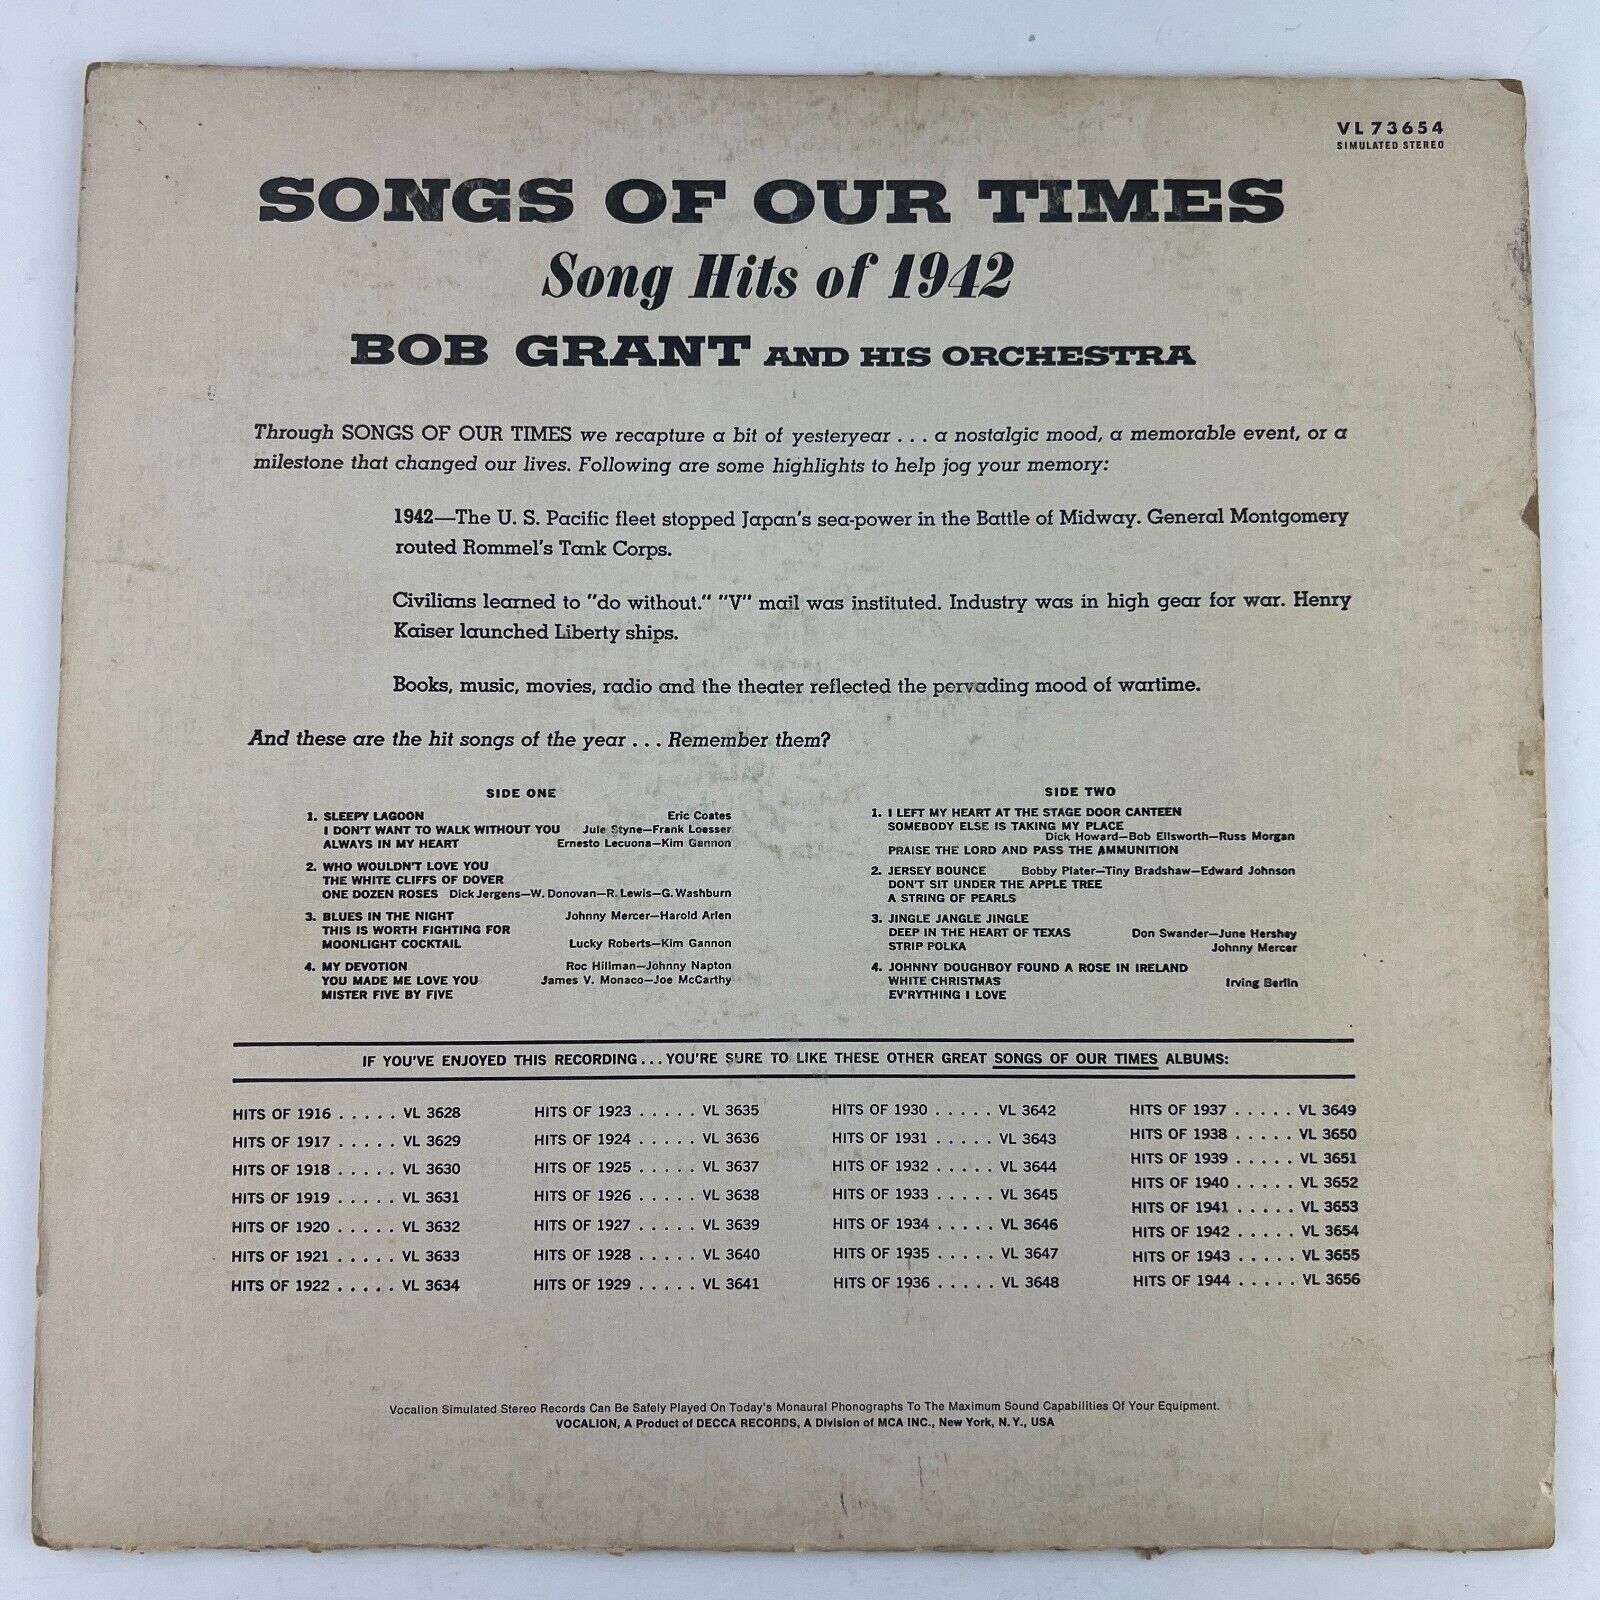 VL 73654
SIMULATED STEREO
SONGS OF OUR TIMES
Song Hits of 1942
BOB GRANT AND HIS ORCHESTRA
Through SONGS OF OUR TIMES we recapture a bit of yesteryear . . . a nostalgic mood, a memorable event, or a
milestone that changed our lives. Following are some highlights to help jog your memory:
1942—The U. S. Pacific fleet stopped Japan's sea-power in the Battle of Midway. General Montgomery
routed Rommel's Tank Corps.
Civilians learned to "do without." "V" mail was instituted. Industry was in high gear for war. Henry
Kaiser launched Liberty ships.
Books, music, movies, radio and the theater reflected the pervading mood of wartime.
And these are the hit songs of the year . . . Remember them?
SIDE ONE
1. SLEEPY LAGOON Eric Coates
I DON'T WANT TO WALK WITHOUT YOU Jule Styne—Frank Loesser
ALWAYS IN MY HEART Ernesto Lecuona—Kim Gannon
2. WHO WOULDN'T LOVE YOU
THE WHITE CLIFFS OF DOVER
ONE DOZEN ROSES Dick Jergens—W. Donovan—R. Lewis—G. Washburn
3. BLUES IN THE NIGHT Johnny Mercer—Harold Arlen
THIS IS WORTH FIGHTING FOR
MOONLIGHT COCKTAIL Lucky Roberts—Kim Gannon
4. MY DEVOTION Roc Hillman—Johnny Napton
YOU MADE ME LOVE YOU James V. Monaco—Joe McCarthy
MISTER FIVE BY FIVE
SIDE TWO
1. I LEFT MY HEART AT THE STAGE DOOR CANTEEN
SOMEBODY ELSE IS TAKING MY PLACE
Dick Howard—Bob Ellsworth—Russ Morgan
PRAISE THE LORD AND PASS THE AMMUNITION
2. JERSEY BOUNCE Bobby Plater—Tiny Bradshaw—Edward Johnson
DON'T SIT UNDER THE APPLE TREE
A STRING OF PEARLS
3. JINGLE JANGLE JINGLE
DEEP IN THE HEART OF TEXAS Don Swander—June Hershey
STRIP POLKA Johnny Mercer
4. JOHNNY DOUGHBOY FOUND A ROSE IN IRELAND
WHITE CHRISTMAS Irving Berlin
EV'RYTHING I LOVE
IF YOU'VE ENJOYED THIS RECORDING . . . YOU'RE SURE TO LIKE THESE OTHER GREAT SONGS OF OUR TIMES ALBUMS:
HITS OF 1916 . . . . . VL 3628
HITS OF 1917 . . . . . VL 3629
HITS OF 1918 . . . . . VL 3630
HITS OF 1919 . . . . . VL 3631
HITS OF 1920 . . . . . VL 3632
HITS OF 1921 . . . . . VL 3633
HITS OF 1922 . . . . . VL 3634
HITS OF 1923 . . . . . VL 3635
HITS OF 1924 . . . . . VL 3636
HITS OF 1925 . . . . . VL 3637
HITS OF 1926 . . . . . VL 3638
HITS OF 1927 . . . . . VL 3639
HITS OF 1928 . . . . . VL 3640
HITS OF 1929 . . . . . VL 3641
HITS OF 1930 . . . . . VL 3642
HITS OF 1931 . . . . . VL 3643
HITS OF 1932 . . . . . VL 3644
HITS OF 1933 . . . . . VL 3645
HITS OF 1934 . . . . . VL 3646
HITS OF 1935 . . . . . VL 3647
HITS OF 1936 . . . . . VL 3648
HITS OF 1937 . . . . . VL 3649
HITS OF 1938 . . . . . VL 3650
HITS OF 1939 . . . . . VL 3651
HITS OF 1940 . . . . . VL 3652
HITS OF 1941 . . . . . VL 3653
HITS OF 1942 . . . . . VL 3654
HITS OF 1943 . . . . . VL 3655
HITS OF 1944 . . . . . VL 3656
Vocalion Simulated Stereo Records Can Be Safely Played On Today's Monaural Phonographs To The Maximum Sound Capabilities Of Your Equipment.
VOCALION, A Product of DECCA RECORDS, A Division of MCA INC., New York, N. Y., USA